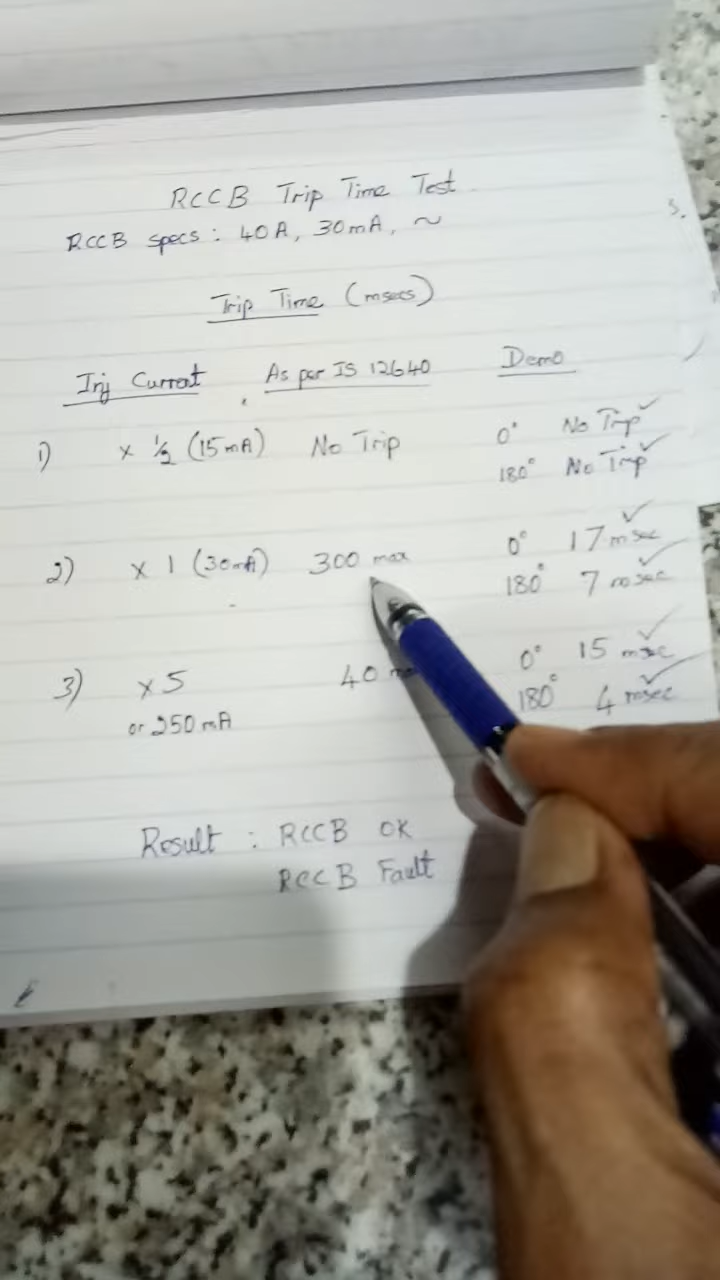 RCCB Trip Time Test
RCCB specs: 40A, 30mA, ~
Trip Time (msecs)
Inj Current As per IS 12640 Demo
1) x ½ (15mA) No Trip 0° No Trip ✓
180° No Trip ✓
2) x 1 (30mA) 300 max 0° 17 msec ✓
180° 7 msec ✓
3) x 5 40 0° 15 msec ✓
or 250mA 180° 4 msec ✓
Result : RCCB OK
RCCB Fault